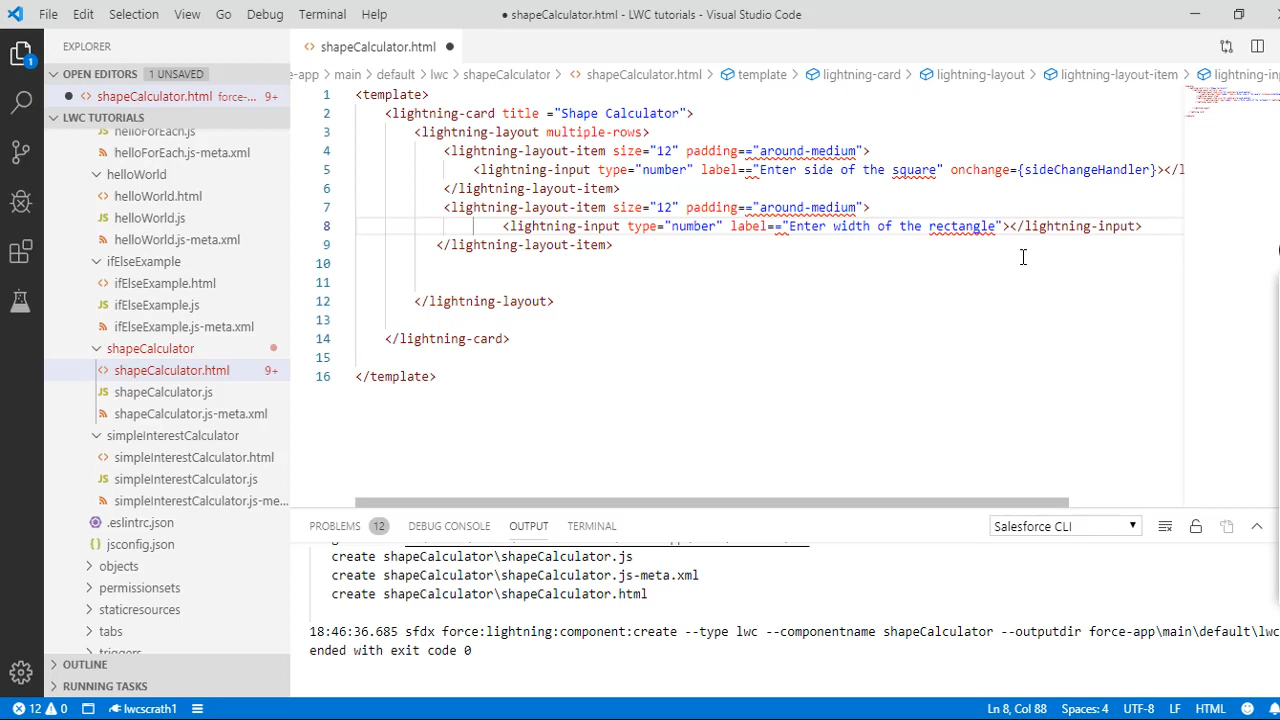 File Edit Selection View Go Debug Terminal Help
● shapeCalculator.html - LWC tutorials - Visual Studio Code
EXPLORER
OPEN EDITORS 1 UNSAVED
● <> shapeCalculator.html force-... 9+
LWC TUTORIALS
helloForEach.js
helloForEach.js-meta.xml
helloWorld
helloWorld.html
JS helloWorld.js
helloWorld.js-meta.xml
ifElseExample
<> ifElseExample.html
JS ifElseExample.js
ifElseExample.js-meta.xml
shapeCalculator
<> shapeCalculator.html 9+
JS shapeCalculator.js
shapeCalculator.js-meta.xml
simpleInterestCalculator
<> simpleInterestCalculator.html
JS simpleInterestCalculator.js
simpleInterestCalculator.js-me...
.eslintrc.json
jsconfig.json
objects
permissionsets
staticresources
tabs
triggers
OUTLINE
RUNNING TASKS
<> shapeCalculator.html ●
e-app > main > default > lwc > shapeCalculator > <> shapeCalculator.html > template > lightning-card > lightning-layout > lightning-layout-item > lightning-in
1 <template>
2 <lightning-card title ="Shape Calculator">
3 <lightning-layout multiple-rows>
4 <lightning-layout-item size="12" padding=="around-medium">
5 <lightning-input type="number" label=="Enter side of the square" onchange={sideChangeHandler}></l
6 </lightning-layout-item>
7 <lightning-layout-item size="12" padding=="around-medium">
8 <lightning-input type="number" label=="Enter width of the rectangle"></lightning-input>
9 </lightning-layout-item>
10
11
12 </lightning-layout>
13
14 </lightning-card>
15
16 </template>
PROBLEMS 12 DEBUG CONSOLE OUTPUT TERMINAL Salesforce CLI
create shapeCalculator\shapeCalculator.js
create shapeCalculator\shapeCalculator.js-meta.xml
create shapeCalculator\shapeCalculator.html
18:46:36.685 sfdx force:lightning:component:create --type lwc --componentname shapeCalculator --outputdir force-app\main\default\lwc
ended with exit code 0
12 0 lwcscrath1 Ln 8, Col 88 Spaces: 4 UTF-8 LF HTML